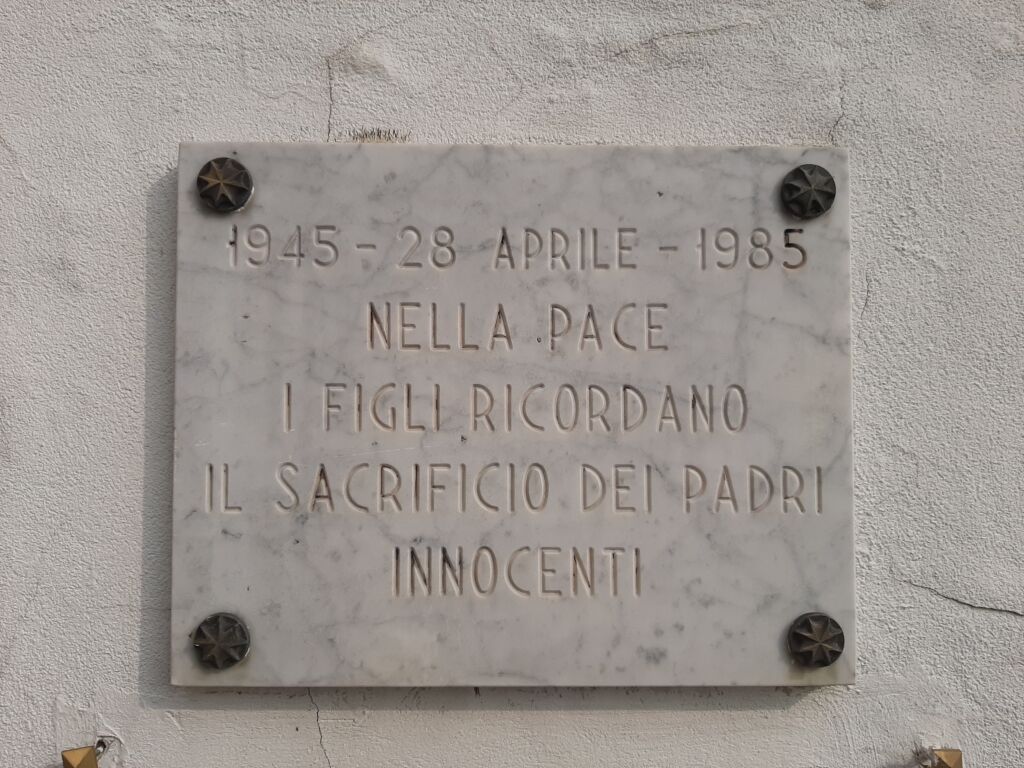 1945 - 28 APRILE - 1985
NELLA PACE
I FIGLI RICORDANO
IL SACRIFICIO DEI PADRI
INNOCENTI